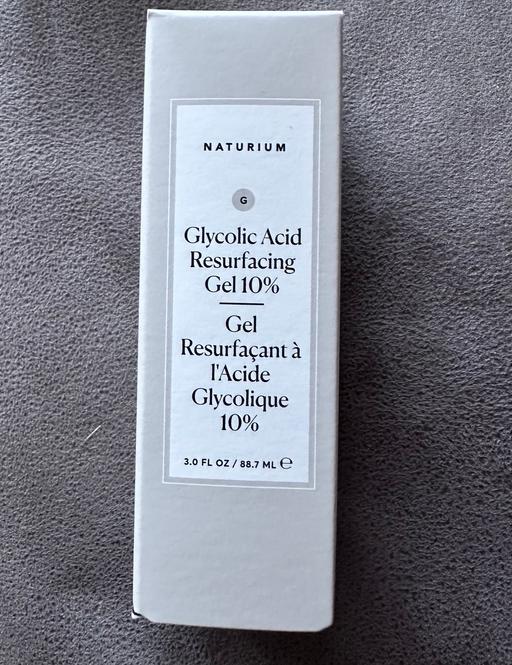 NATURIUM
G
Glycolic Acid
Resurfacing
Gel 10%
Gel
Resurfaçant à
l'Acide
Glycolique
10%
3.0 FL OZ / 88.7 ML ℮